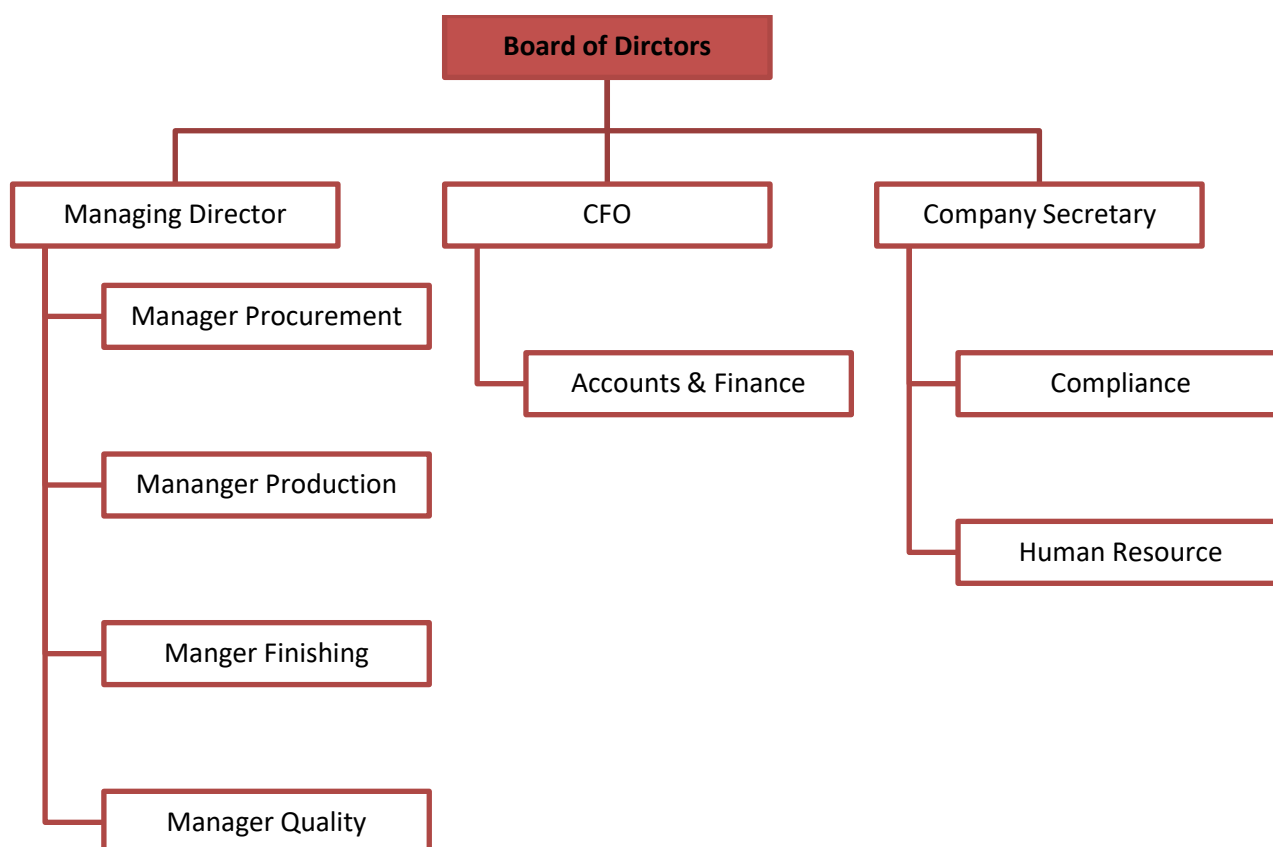 Board of Dirctors
Managing Director
CFO
Company Secretary
Manager Procurement
Accounts & Finance
Compliance
Mananger Production
Human Resource
Manger Finishing
Manager Quality